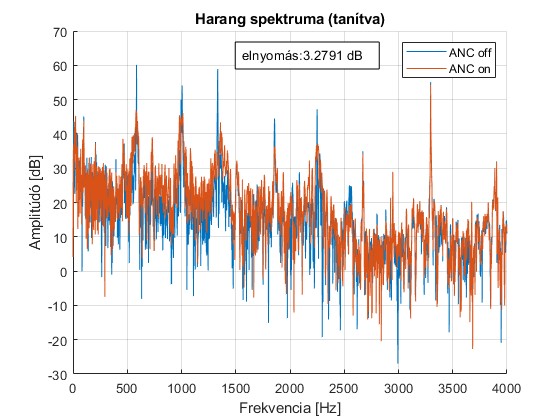 Harang spektruma (tanítva)
elnyomás:3.2791 dB
ANC off
ANC on
Amplitúdó [dB]
70
60
50
40
30
20
10
0
-10
-20
-30
0 500 1000 1500 2000 2500 3000 3500 4000
Frekvencia [Hz]